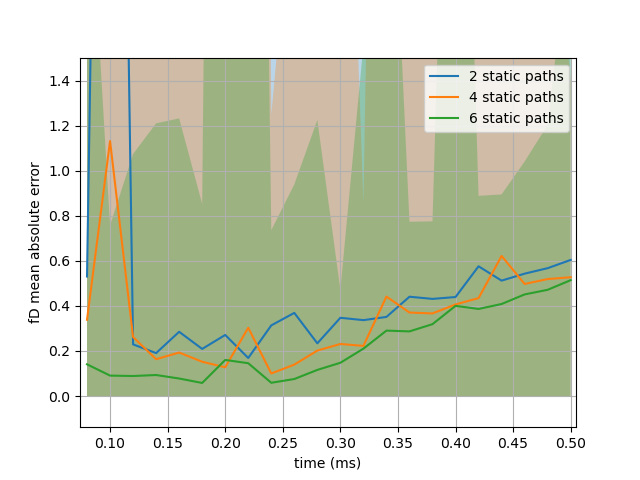 1.4
1.2
1.0
0.8
0.6
0.4
0.2
0.0
fD mean absolute error
2 static paths
4 static paths
6 static paths
0.10 0.15 0.20 0.25 0.30 0.35 0.40 0.45 0.50
time (ms)